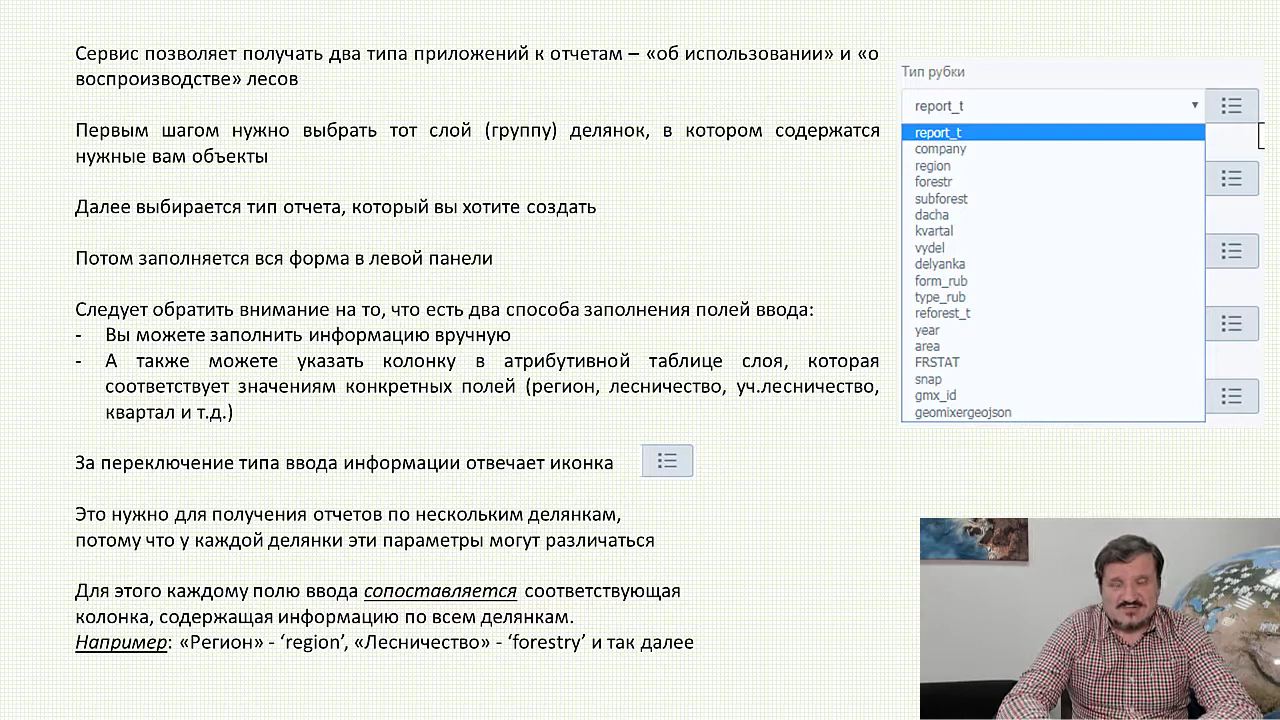 Сервис позволяет получать два типа приложений к отчетам – «об использовании» и «о
воспроизводстве» лесов
Первым шагом нужно выбрать тот слой (группу) делянок, в котором содержатся
нужные вам объекты
Далее выбирается тип отчета, который вы хотите создать
Потом заполняется вся форма в левой панели
Следует обратить внимание на то, что есть два способа заполнения полей ввода:
- Вы можете заполнить информацию вручную
- А также можете указать колонку в атрибутивной таблице слоя, которая
соответствует значениям конкретных полей (регион, лесничество, уч.лесничество,
квартал и т.д.)
За переключение типа ввода информации отвечает иконка
Это нужно для получения отчетов по нескольким делянкам,
потому что у каждой делянки эти параметры могут различаться
Для этого каждому полю ввода сопоставляется соответствующая
колонка, содержащая информацию по всем делянкам.
Например: «Регион» - ‘region’, «Лесничество» - ‘forestry’ и так далее
Тип рубки
report_t
report_t
company
region
forestr
subforest
dacha
kvartal
vydel
delyanka
form_rub
type_rub
reforest_t
year
area
FRSTAT
snap
gmx_id
geomixergeojson